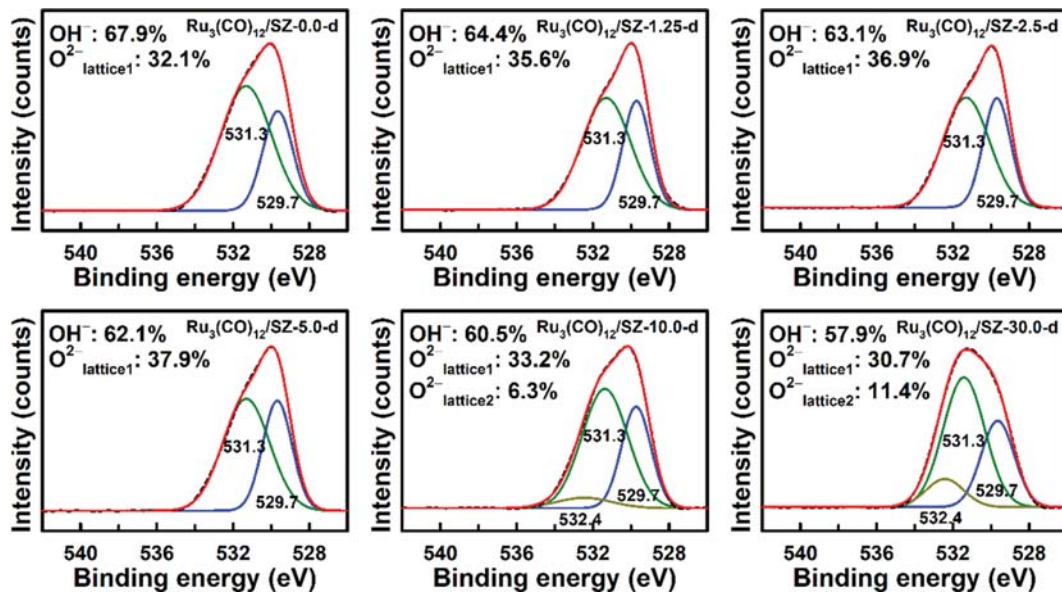 OH⁻: 67.9% Ru₃(CO)₁₂/SZ-0.0-d
O²⁻lattice1: 32.1%
531.3
529.7
540 536 532 528
Binding energy (eV)
Intensity (counts)
OH⁻: 64.4% Ru₃(CO)₁₂/SZ-1.25-d
O²⁻lattice1: 35.6%
531.3
529.7
540 536 532 528
Binding energy (eV)
Intensity (counts)
OH⁻: 63.1% Ru₃(CO)₁₂/SZ-2.5-d
O²⁻lattice1: 36.9%
531.3
529.7
540 536 532 528
Binding energy (eV)
Intensity (counts)
OH⁻: 62.1% Ru₃(CO)₁₂/SZ-5.0-d
O²⁻lattice1: 37.9%
531.3
529.7
540 536 532 528
Binding energy (eV)
Intensity (counts)
OH⁻: 60.5% Ru₃(CO)₁₂/SZ-10.0-d
O²⁻lattice1: 33.2%
O²⁻lattice2: 6.3%
531.3
529.7
532.4
540 536 532 528
Binding energy (eV)
Intensity (counts)
OH⁻: 57.9% Ru₃(CO)₁₂/SZ-30.0-d
O²⁻lattice1: 30.7%
O²⁻lattice2: 11.4%
531.3
529.7
532.4
540 536 532 528
Binding energy (eV)
Intensity (counts)